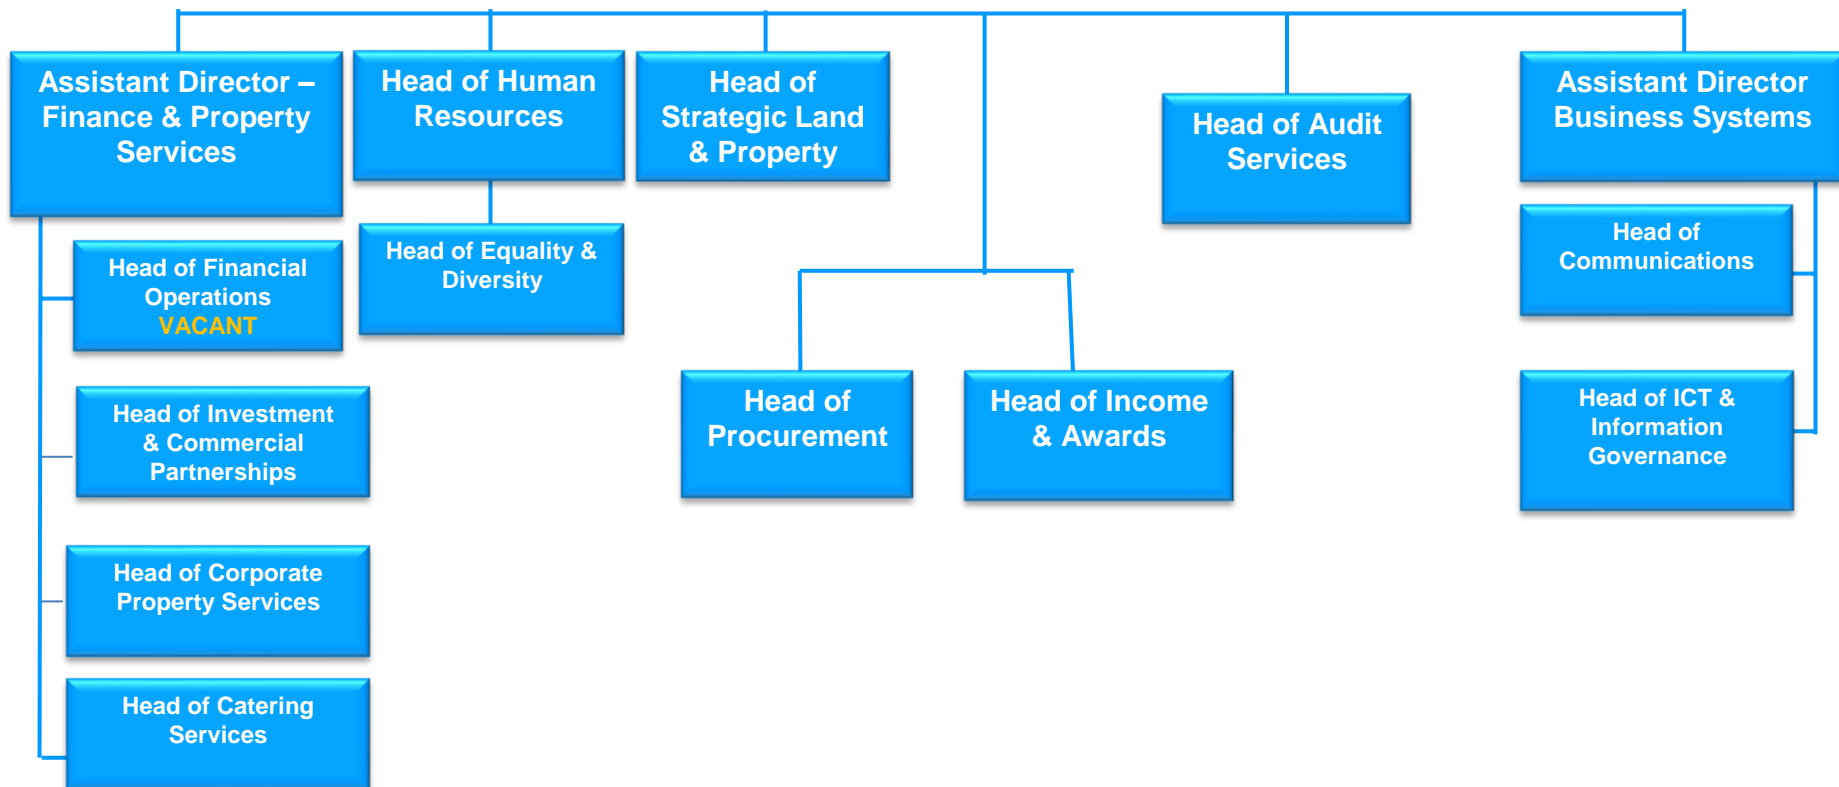 Assistant Director –
Finance & Property
Services
Head of Human
Resources
Head of
Strategic Land
& Property
Head of Audit
Services
Assistant Director
Business Systems
Head of Financial
Operations
VACANT
Head of Equality &
Diversity
Head of
Communications
Head of Investment
& Commercial
Partnerships
Head of
Procurement
Head of Income
& Awards
Head of ICT &
Information
Governance
Head of Corporate
Property Services
Head of Catering
Services